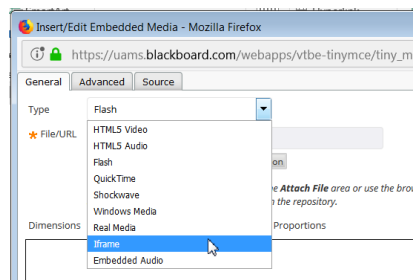 Insert/Edit Embedded Media - Mozilla Firefox
https://uams.blackboard.com/webapps/vtbe-tinymce/tiny_m
General Advanced Source
Type Flash
HTML5 Video
* File/URL
HTML5 Audio
Flash
on
QuickTime
Shockwave
Attach File area or use the brow
Windows Media
the repository.
Dimensions Real Media Proportions
Iframe
Embedded Audio